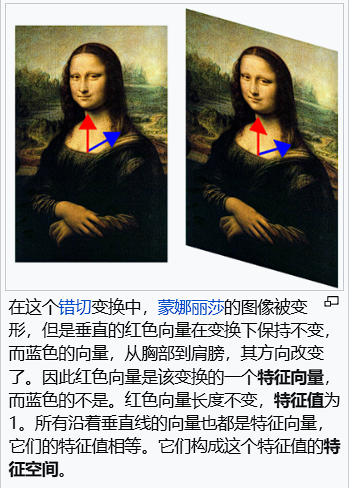 在这个错切变换中，蒙娜丽莎的图像被变
形，但是垂直的红色向量在变换下保持不变，
而蓝色的向量，从胸部到肩膀，其方向改变
了。因此红色向量是该变换的一个特征向量，
而蓝色的不是。红色向量长度不变，特征值为
1。所有沿着垂直线的向量也都是特征向量，
它们的特征值相等。它们构成这个特征值的特
征空间。